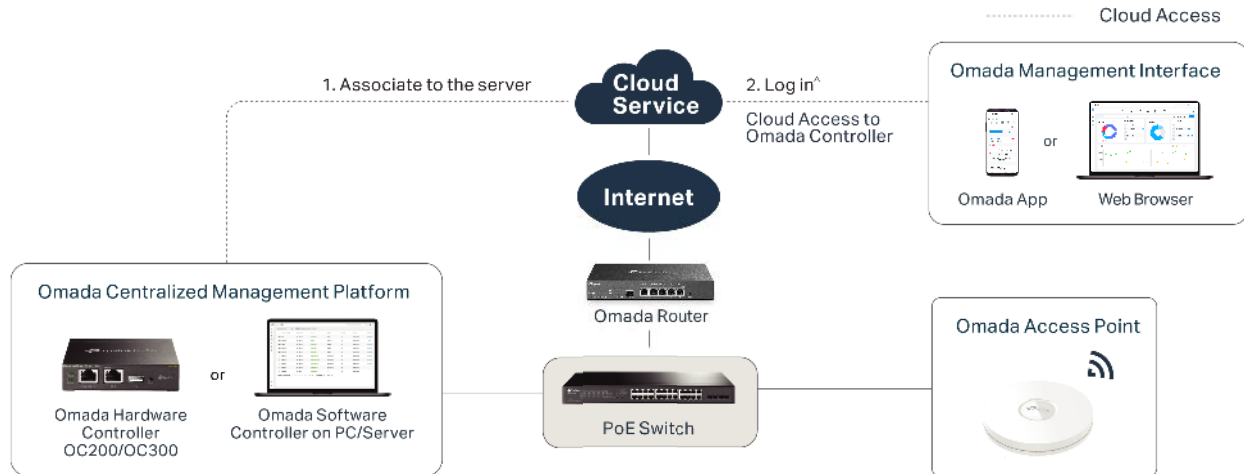 Cloud Access
1. Associate to the server
Cloud
Service
2. Log in^
Cloud Access to
Omada Controller
Omada Management Interface
or
Omada App
Web Browser
Internet
Omada Router
Omada Centralized Management Platform
or
Omada Hardware
Controller
OC200/OC300
Omada Software
Controller on PC/Server
PoE Switch
Omada Access Point